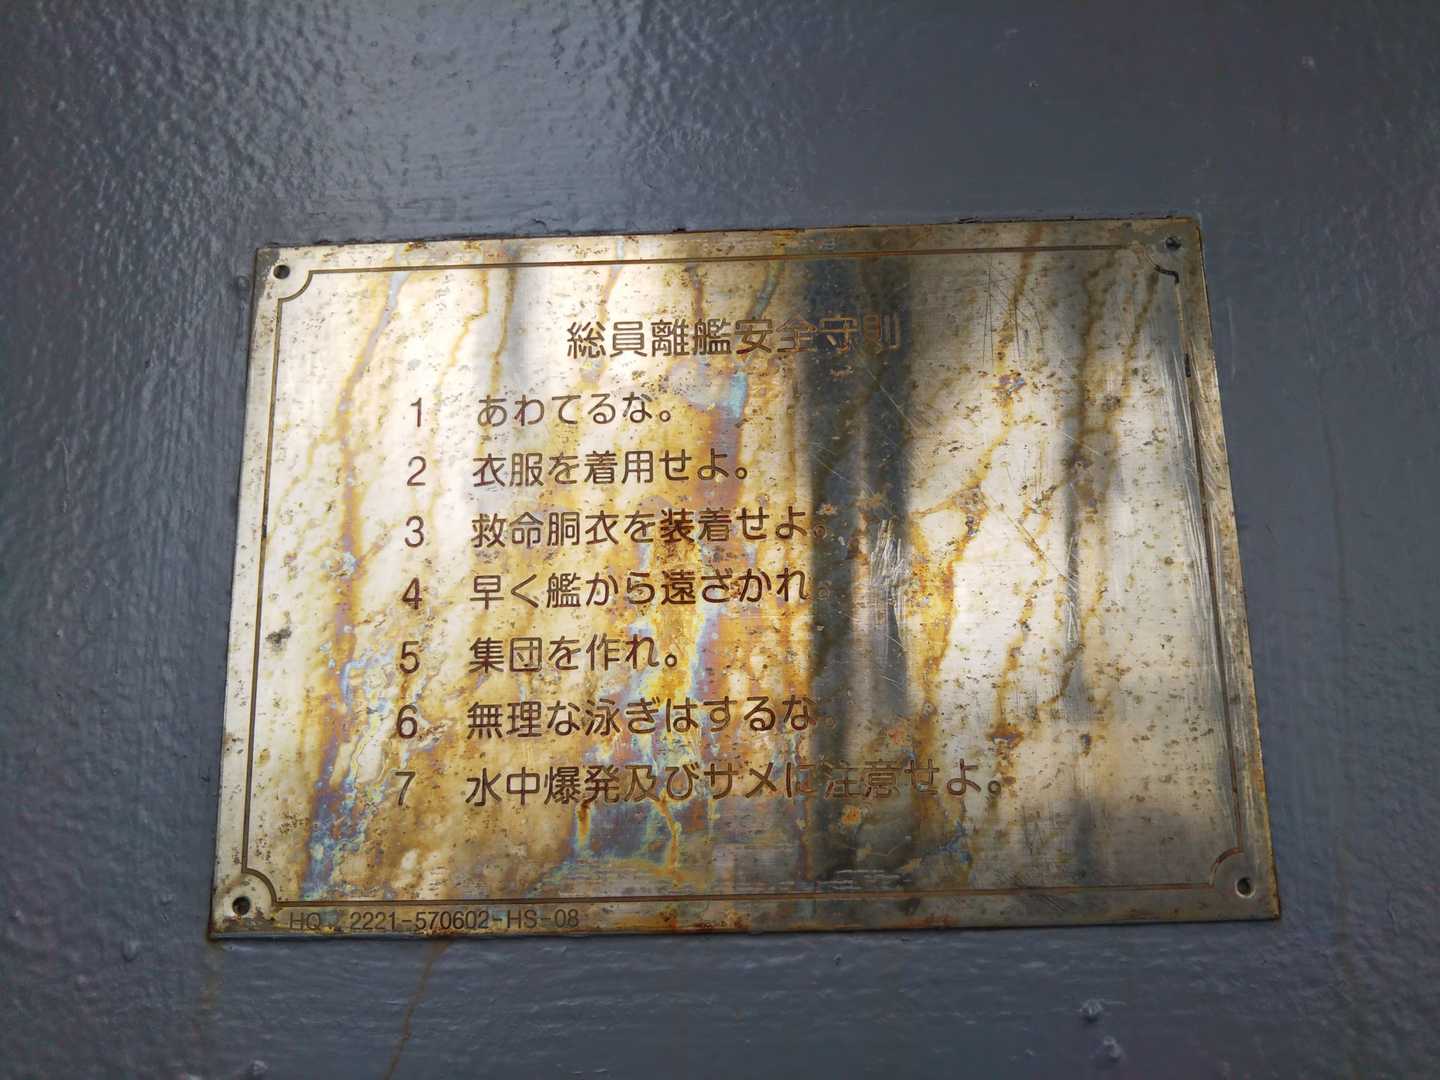 総員離艦安全守則
1 あわてるな。
2 衣服を着用せよ。
3 救命胴衣を装着せよ。
4 早く艦から遠ざかれ。
5 集団を作れ。
6 無理な泳ぎはするな。
7 水中爆発及びサメに注意せよ。
HQ 2221-570602-HS-08